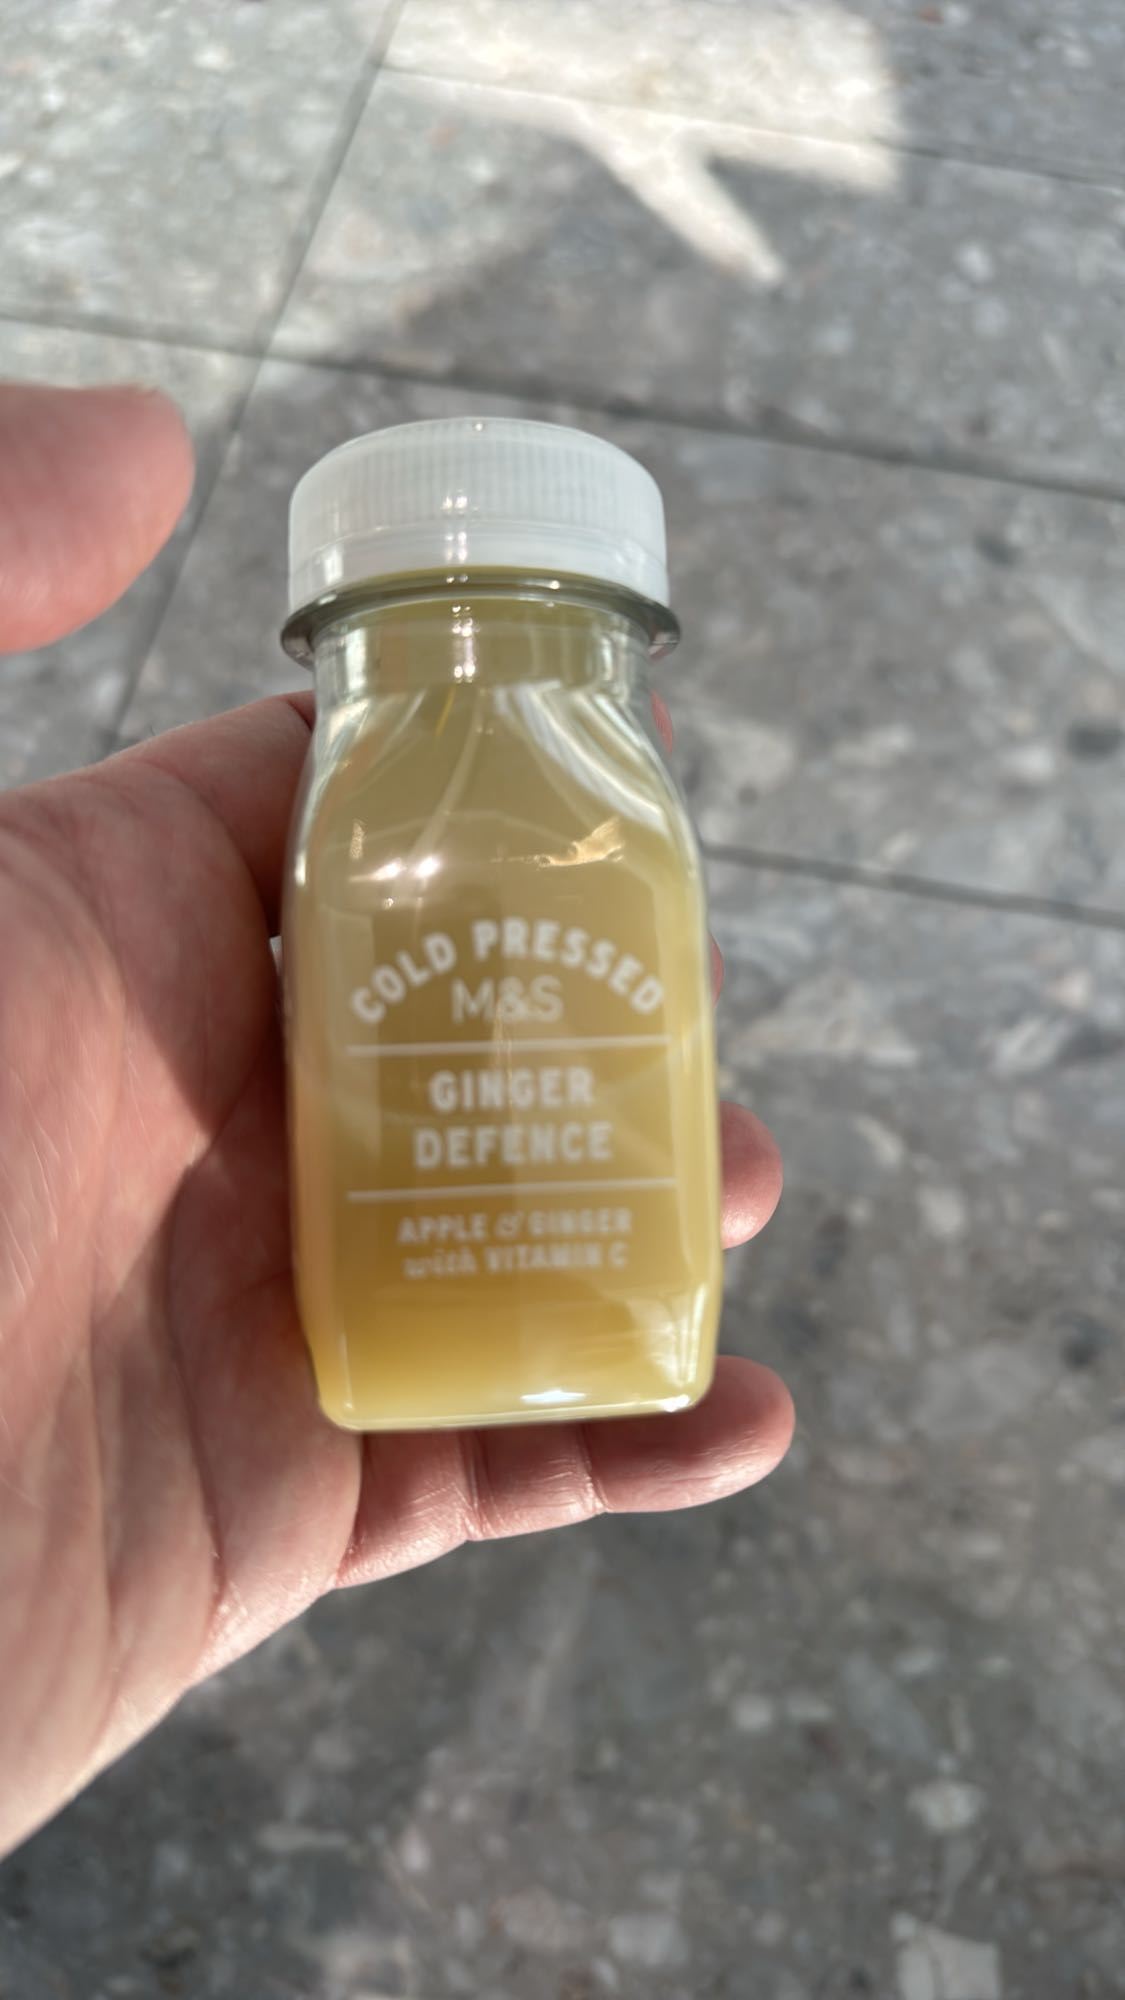 COLD PRESSED
M&S
GINGER
DEFENCE
APPLE & GINGER
with VITAMIN C